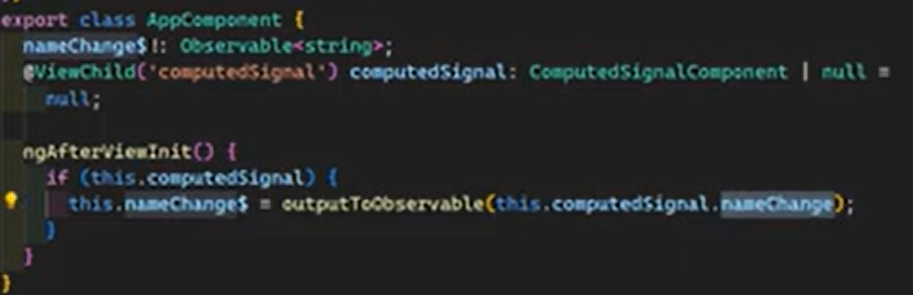 export class AppComponent {
nameChange$!: Observable<string>;
@ViewChild('computedSignal') computedSignal: ComputedSignalComponent | null =
null;
ngAfterViewInit() {
if (this.computedSignal) {
this.nameChange$ = outputToObservable(this.computedSignal.nameChange);
}
}
}